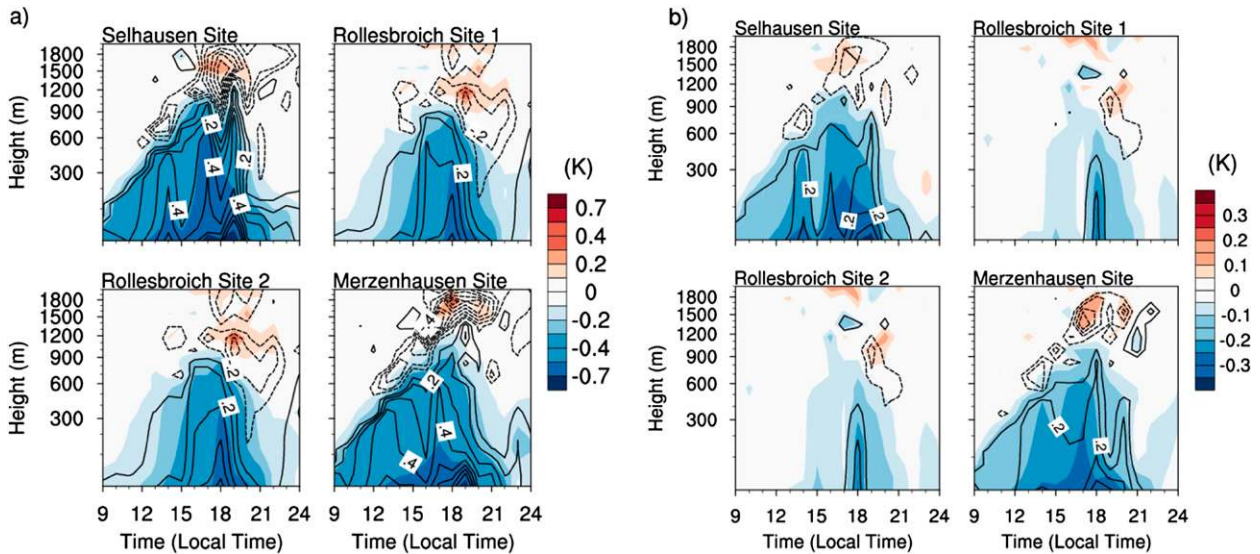 a)
Selhausen Site
Rollesbroich Site 1
1800
1500
1200
900
600
300
Height (m)
.2
.4
.2
.4
.4
.2
.2
Rollesbroich Site 2
Merzenhausen Site
1800
1500
1200
900
600
300
Height (m)
.2
.2
.4
.2
.4
.4
9 12 15 18 21 24
9 12 15 18 21 24
Time (Local Time)
Time (Local Time)
(K)
0.7
0.4
0.2
0
-0.2
-0.4
-0.7
b)
Selhausen Site
Rollesbroich Site 1
1800
1500
1200
900
600
300
Height (m)
.2
.2
.2
Rollesbroich Site 2
Merzenhausen Site
1800
1500
1200
900
600
300
Height (m)
.2
.2
9 12 15 18 21 24
9 12 15 18 21 24
Time (Local Time)
Time (Local Time)
(K)
0.3
0.2
0.1
0
-0.1
-0.2
-0.3